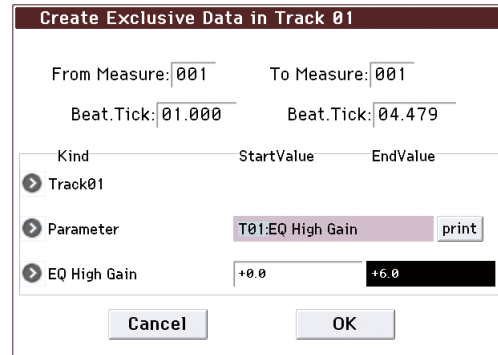 Create Exclusive Data in Track 01
From Measure: 001 To Measure: 001
Beat.Tick: 01.000 Beat.Tick: 04.479
Kind StartValue EndValue
Track01
Parameter T01:EQ High Gain print
EQ High Gain +0.0 +6.0
Cancel OK